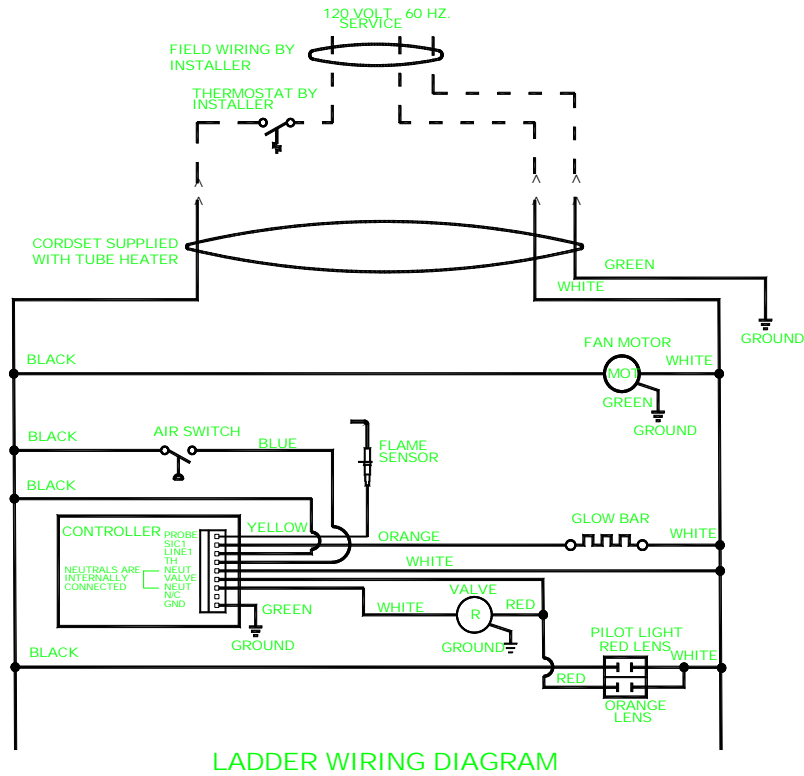 120 VOLT 60 HZ.
SERVICE
FIELD WIRING BY
INSTALLER
THERMOSTAT BY
INSTALLER
CORDSET SUPPLIED
WITH TUBE HEATER
GREEN
WHITE
GROUND
FAN MOTOR
BLACK
WHITE
MOT
GREEN
GROUND
AIR SWITCH
BLACK
BLUE
FLAME
SENSOR
BLACK
GLOW BAR
YELLOW
ORANGE
WHITE
CONTROLLER
PROBE
SIC1
LINE1
TH
NEUT
VALVE
NEUT
N/C
GND
NEUTRALS ARE
INTERNALLY
CONNECTED
WHITE
VALVE
GREEN
WHITE
R
RED
GROUND
GROUND
PILOT LIGHT
RED LENS
BLACK
WHITE
RED
ORANGE
LENS
LADDER WIRING DIAGRAM